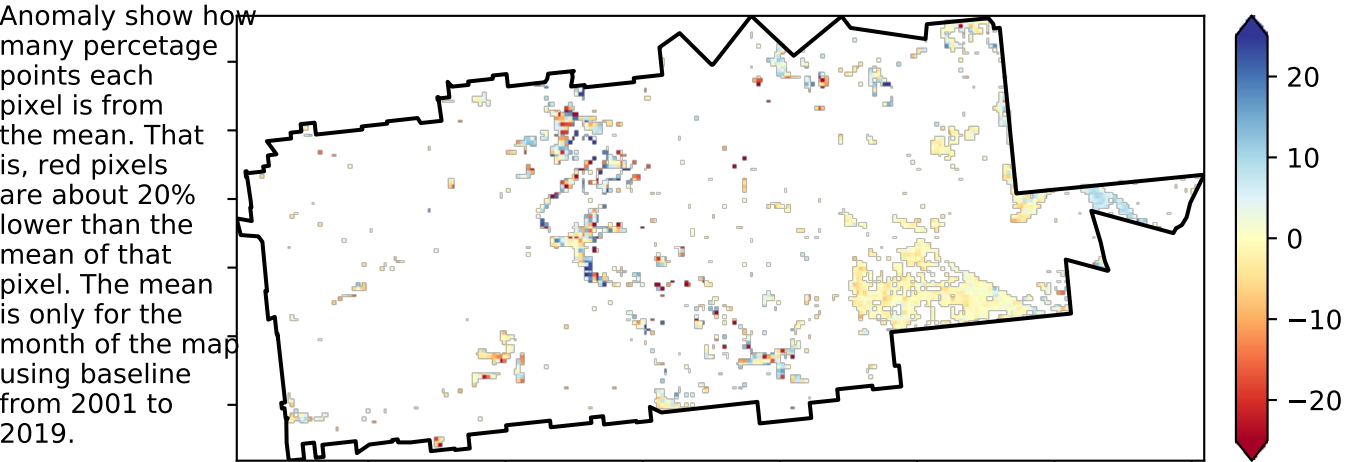 Anomaly show how
many percetage
points each
pixel is from
the mean. That
is, red pixels
are about 20%
lower than the
mean of that
pixel. The mean
is only for the
month of the map
using baseline
from 2001 to
2019.
20
10
0
−10
−20